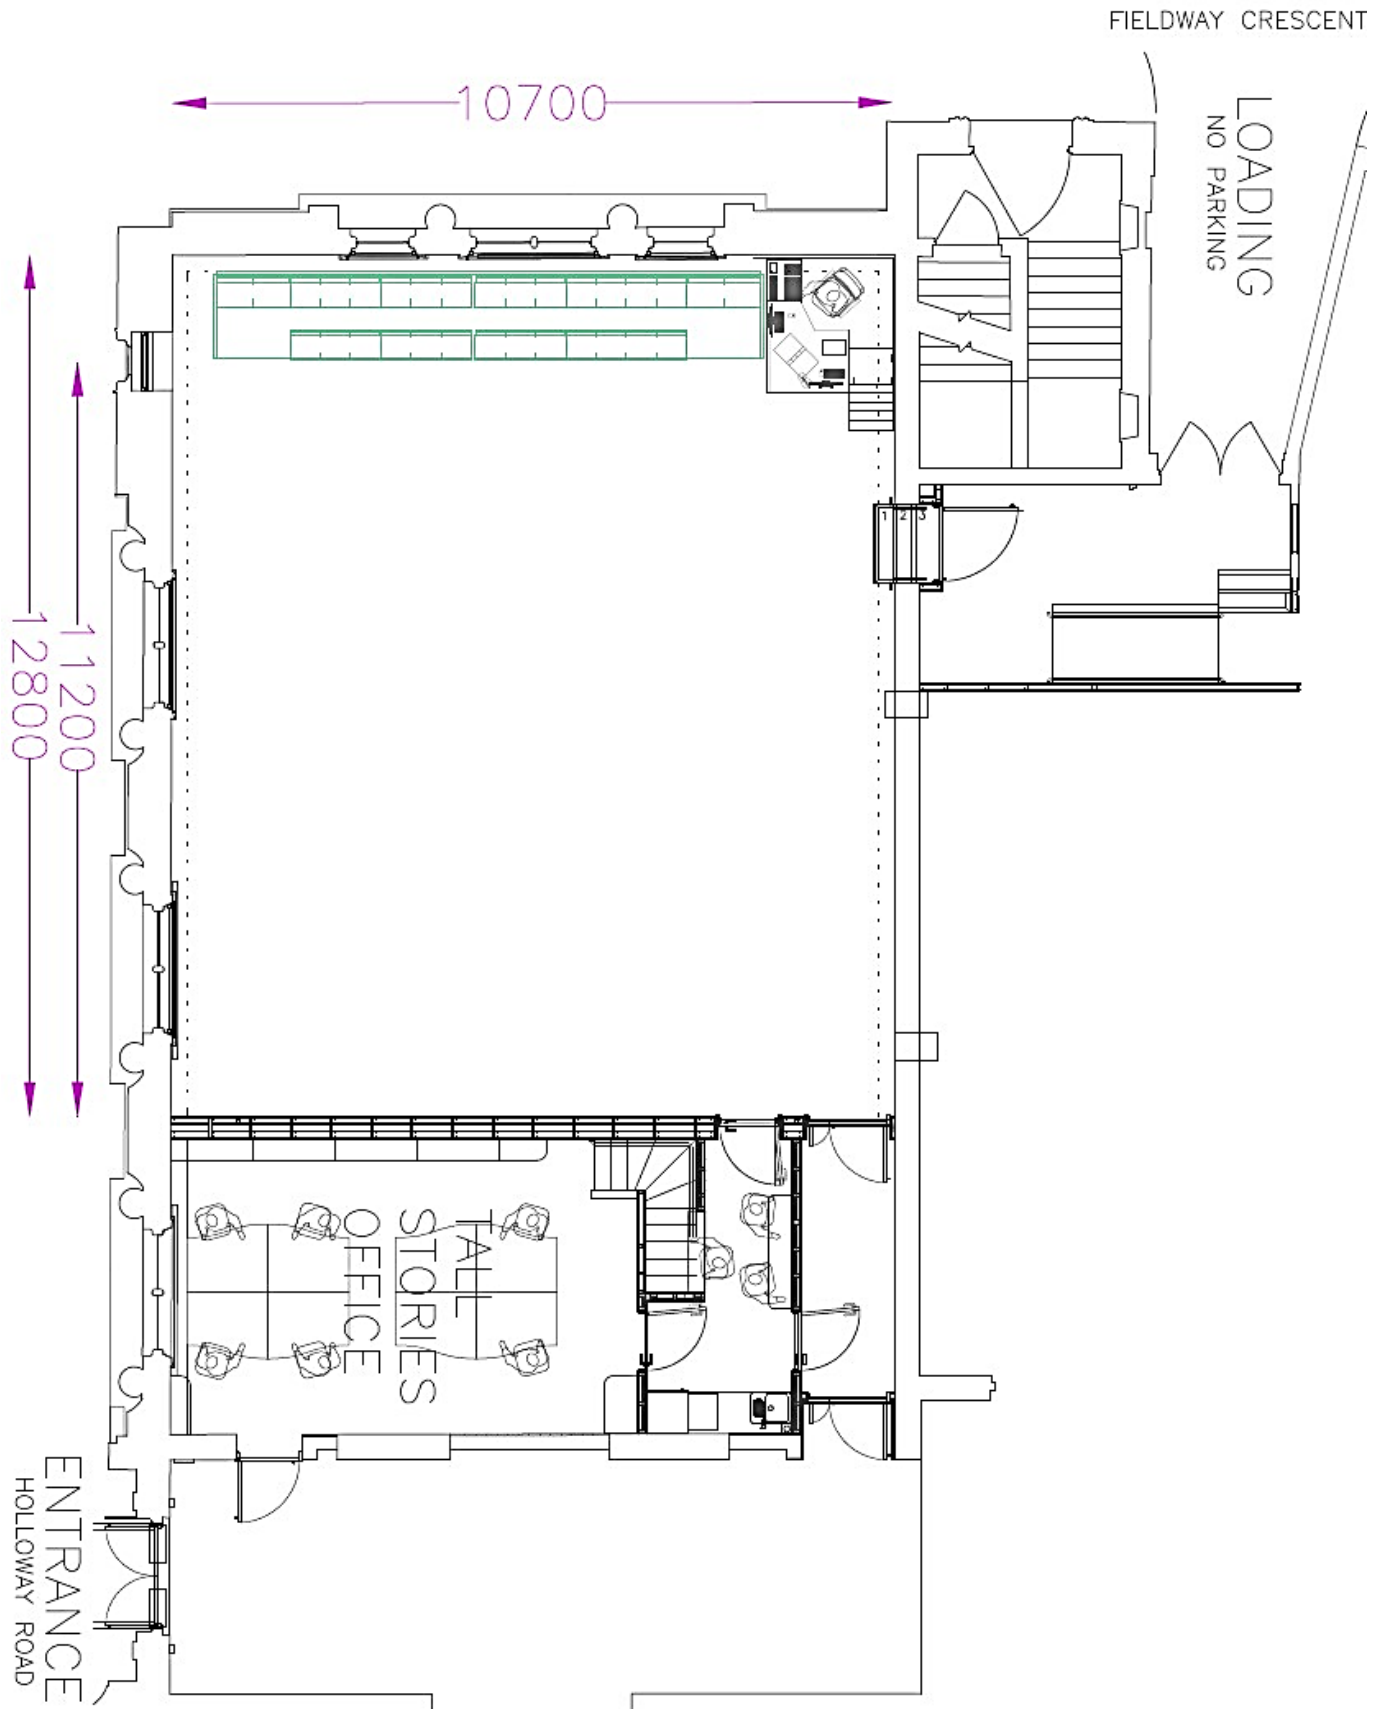 FIELDWAY CRESCENT
LOADING
NO PARKING
10700
12800
11200
1 2 3
TALL
STORIES
OFFICE
ENTRANCE
HOLLOWAY ROAD